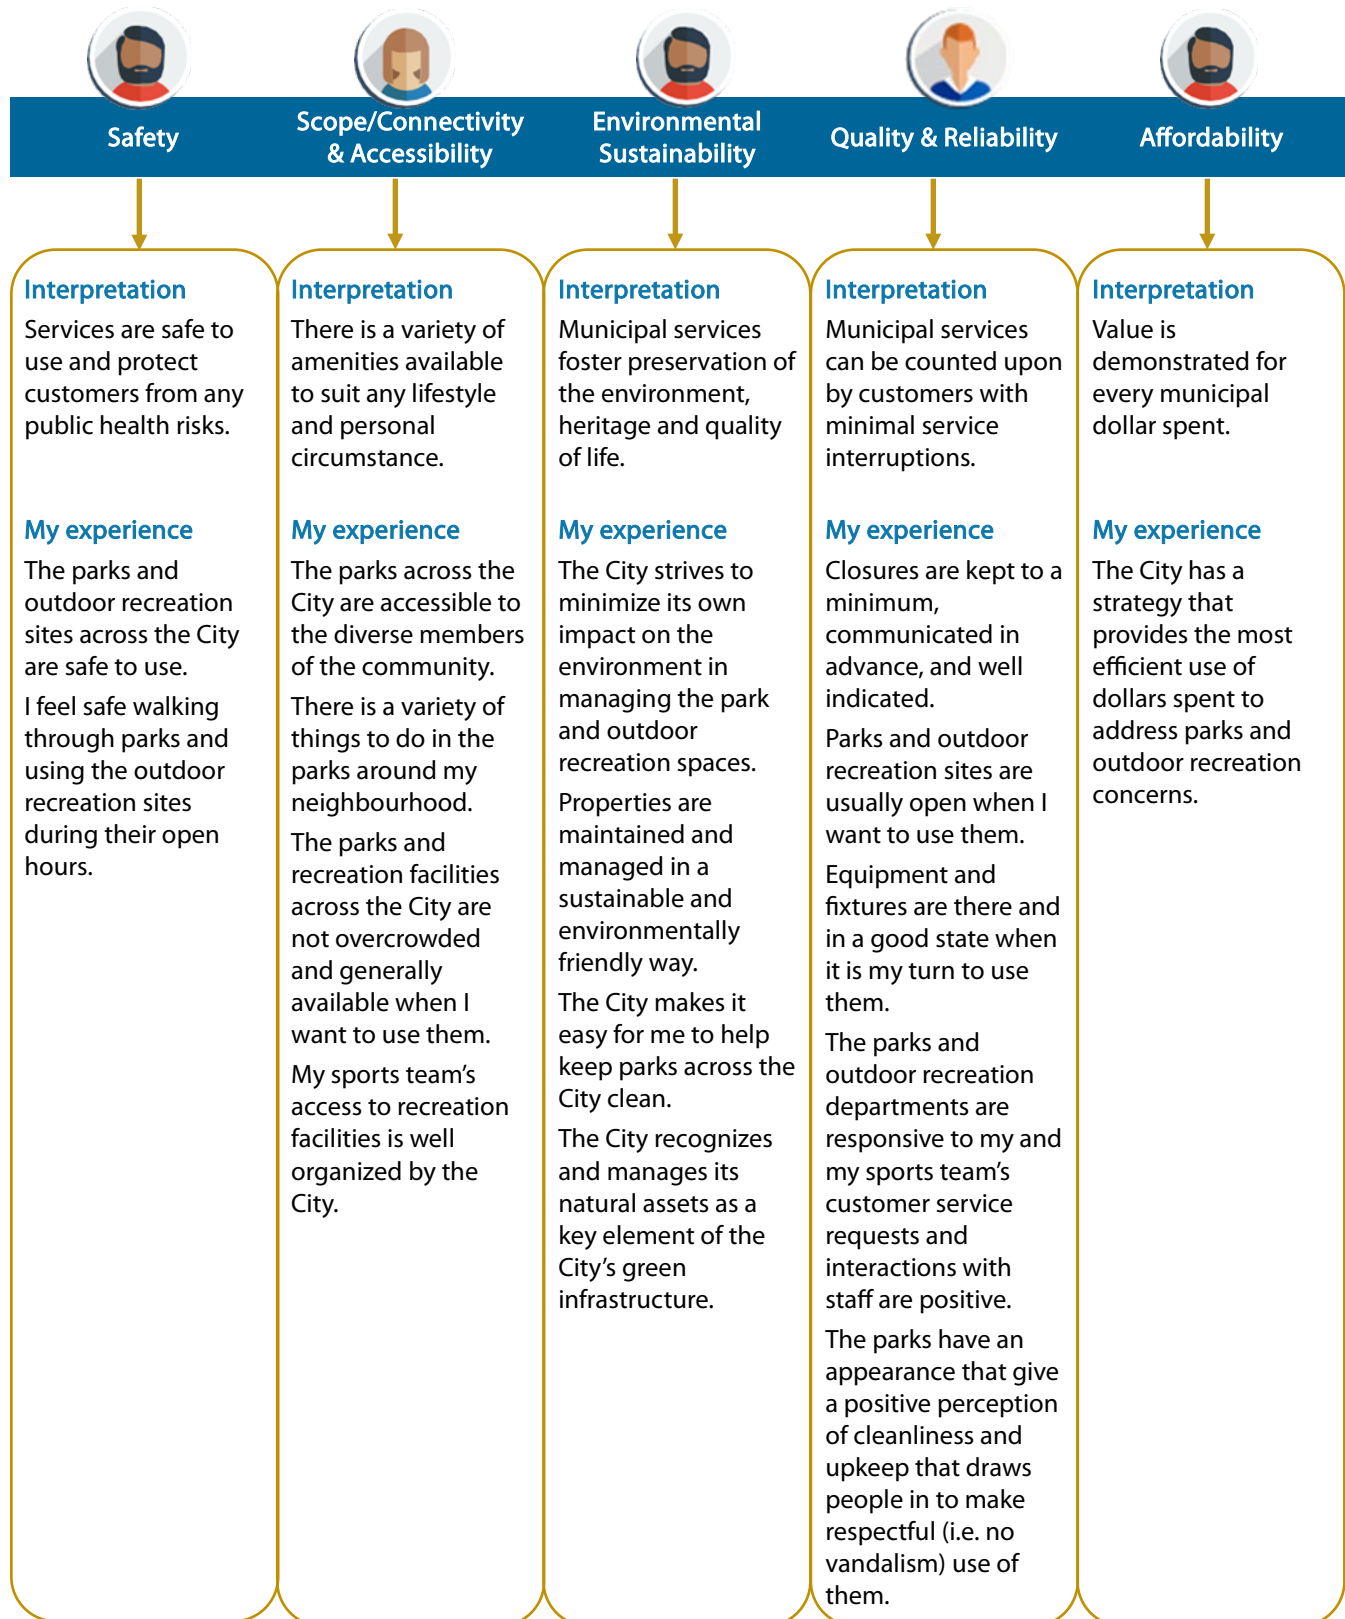 Safety
Scope/Connectivity
& Accessibility
Environmental
Sustainability
Quality & Reliability
Affordability
Interpretation
Services are safe to
use and protect
customers from any
public health risks.
My experience
The parks and
outdoor recreation
sites across the City
are safe to use.
I feel safe walking
through parks and
using the outdoor
recreation sites
during their open
hours.
Interpretation
There is a variety of
amenities available
to suit any lifestyle
and personal
circumstance.
My experience
The parks across the
City are accessible to
the diverse members
of the community.
There is a variety of
things to do in the
parks around my
neighbourhood.
The parks and
recreation facilities
across the City are
not overcrowded
and generally
available when I
want to use them.
My sports team's
access to recreation
facilities is well
organized by the
City.
Interpretation
Municipal services
foster preservation of
the environment,
heritage and quality
of life.
My experience
The City strives to
minimize its own
impact on the
environment in
managing the park
and outdoor
recreation spaces.
Properties are
maintained and
managed in a
sustainable and
environmentally
friendly way.
The City makes it
easy for me to help
keep parks across the
City clean.
The City recognizes
and manages its
natural assets as a
key element of the
City's green
infrastructure.
Interpretation
Municipal services
can be counted upon
by customers with
minimal service
interruptions.
My experience
Closures are kept to a
minimum,
communicated in
advance, and well
indicated.
Parks and outdoor
recreation sites are
usually open when I
want to use them.
Equipment and
fixtures are there and
in a good state when
it is my turn to use
them.
The parks and
outdoor recreation
departments are
responsive to my and
my sports team's
customer service
requests and
interactions with
staff are positive.
The parks have an
appearance that give
a positive perception
of cleanliness and
upkeep that draws
people in to make
respectful (i.e. no
vandalism) use of
them.
Interpretation
Value is
demonstrated for
every municipal
dollar spent.
My experience
The City has a
strategy that
provides the most
efficient use of
dollars spent to
address parks and
outdoor recreation
concerns.